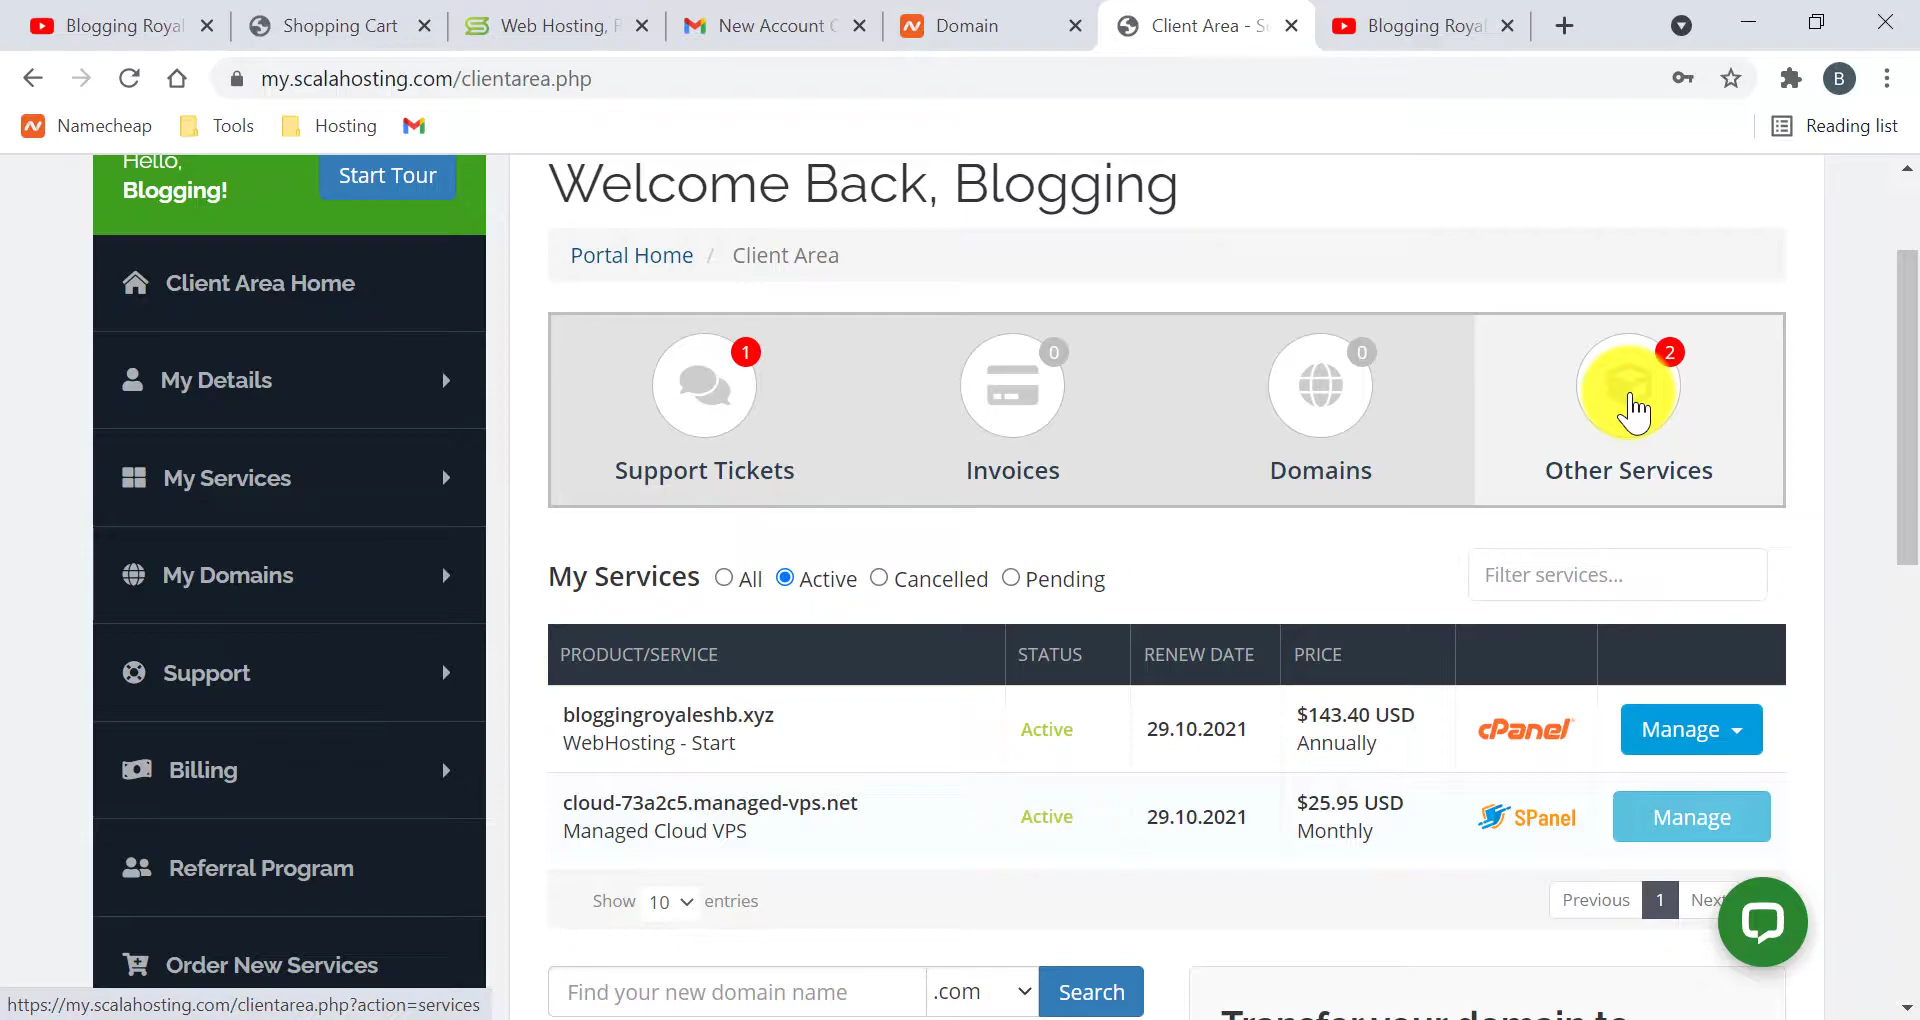 Blogging Royal
Shopping Cart
Web Hosting, F
New Account C
Domain
Client Area - Sc
Blogging Royal
my.scalahosting.com/clientarea.php
B
Namecheap
Tools
Hosting
Reading list
Hello,
Blogging!
Start Tour
Client Area Home
My Details
My Services
My Domains
Support
Billing
Referral Program
Order New Services
Welcome Back, Blogging
Portal Home / Client Area
1
0
0
2
Support Tickets
Invoices
Domains
Other Services
My Services All Active Cancelled Pending
Filter services...
PRODUCT/SERVICE STATUS RENEW DATE PRICE
bloggingroyaleshb.xyz
WebHosting - Start
Active
29.10.2021
$143.40 USD
Annually
cPanel
Manage
cloud-73a2c5.managed-vps.net
Managed Cloud VPS
Active
29.10.2021
$25.95 USD
Monthly
SPanel
Manage
Show 10 entries
Previous 1 Next
Find your new domain name
.com
Search
Transfer your domain to
https://my.scalahosting.com/clientarea.php?action=services